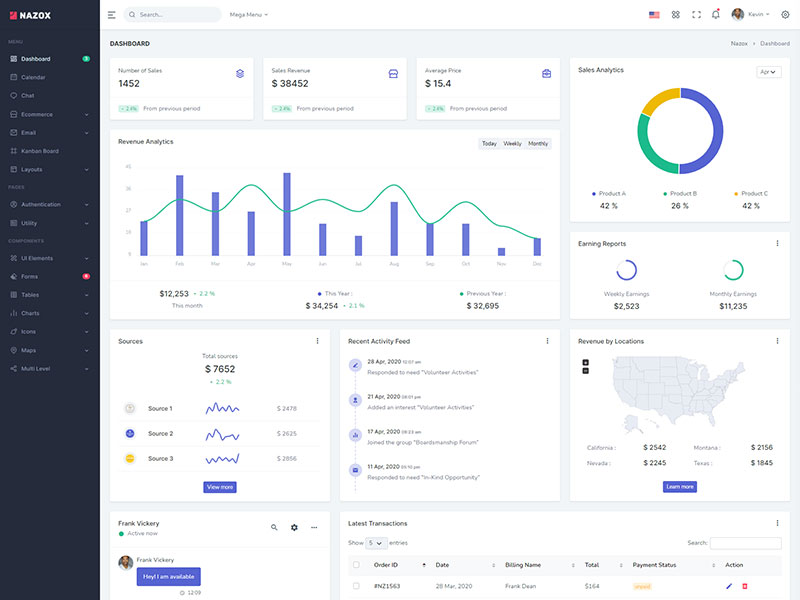 NAZOX
Search...
Mega Menu
Kevin
MENU
Dashboard 3
Calendar
Chat
Ecommerce
Email
Kanban Board
Layouts
PAGES
Authentication
Utility
COMPONENTS
UI Elements
Forms 6
Tables
Charts
Icons
Maps
Multi Level
DASHBOARD
Nazox > Dashboard
Number of Sales
1452
2.4% From previous period
Sales Revenue
$ 38452
2.4% From previous period
Average Price
$ 15.4
2.4% From previous period
Sales Analytics
Apr
Product A
42 %
Product B
26 %
Product C
42 %
Revenue Analytics
Today Weekly Monthly
45
36
27
18
9
Jan Feb Mar Apr May Jun Jul Aug Sep Oct Nov Dec
$12,253 2.2 %
This month
This Year :
$ 34,254 2.1 %
Previous Year :
$ 32,695
Earning Reports
Weekly Earnings
$2,523
Monthly Earnings
$11,235
Sources
Total sources
$ 7652
+ 2.2 %
Source 1 $ 2478
Source 2 $ 2625
Source 3 $ 2856
View more
Recent Activity Feed
28 Apr, 2020 12:07 am
Responded to need "Volunteer Activities"
21 Apr, 2020 08:01 pm
Added an interest "Volunteer Activities"
17 Apr, 2020 09:23 am
Joined the group "Boardsmanship Forum"
11 Apr, 2020 05:10 pm
Responded to need "In-Kind Opportunity"
Revenue by Locations
+
−
California : $ 2542
Montana : $ 2156
Nevada : $ 2245
Texas : $ 1845
Learn more
Frank Vickery
Active now
Frank Vickery
Hey! I am available
12:09
Latest Transactions
Show 5 entries
Search:
Order ID Date Billing Name Total Payment Status Action
#NZ1563 28 Mar, 2020 Frank Dean $164 unpaid